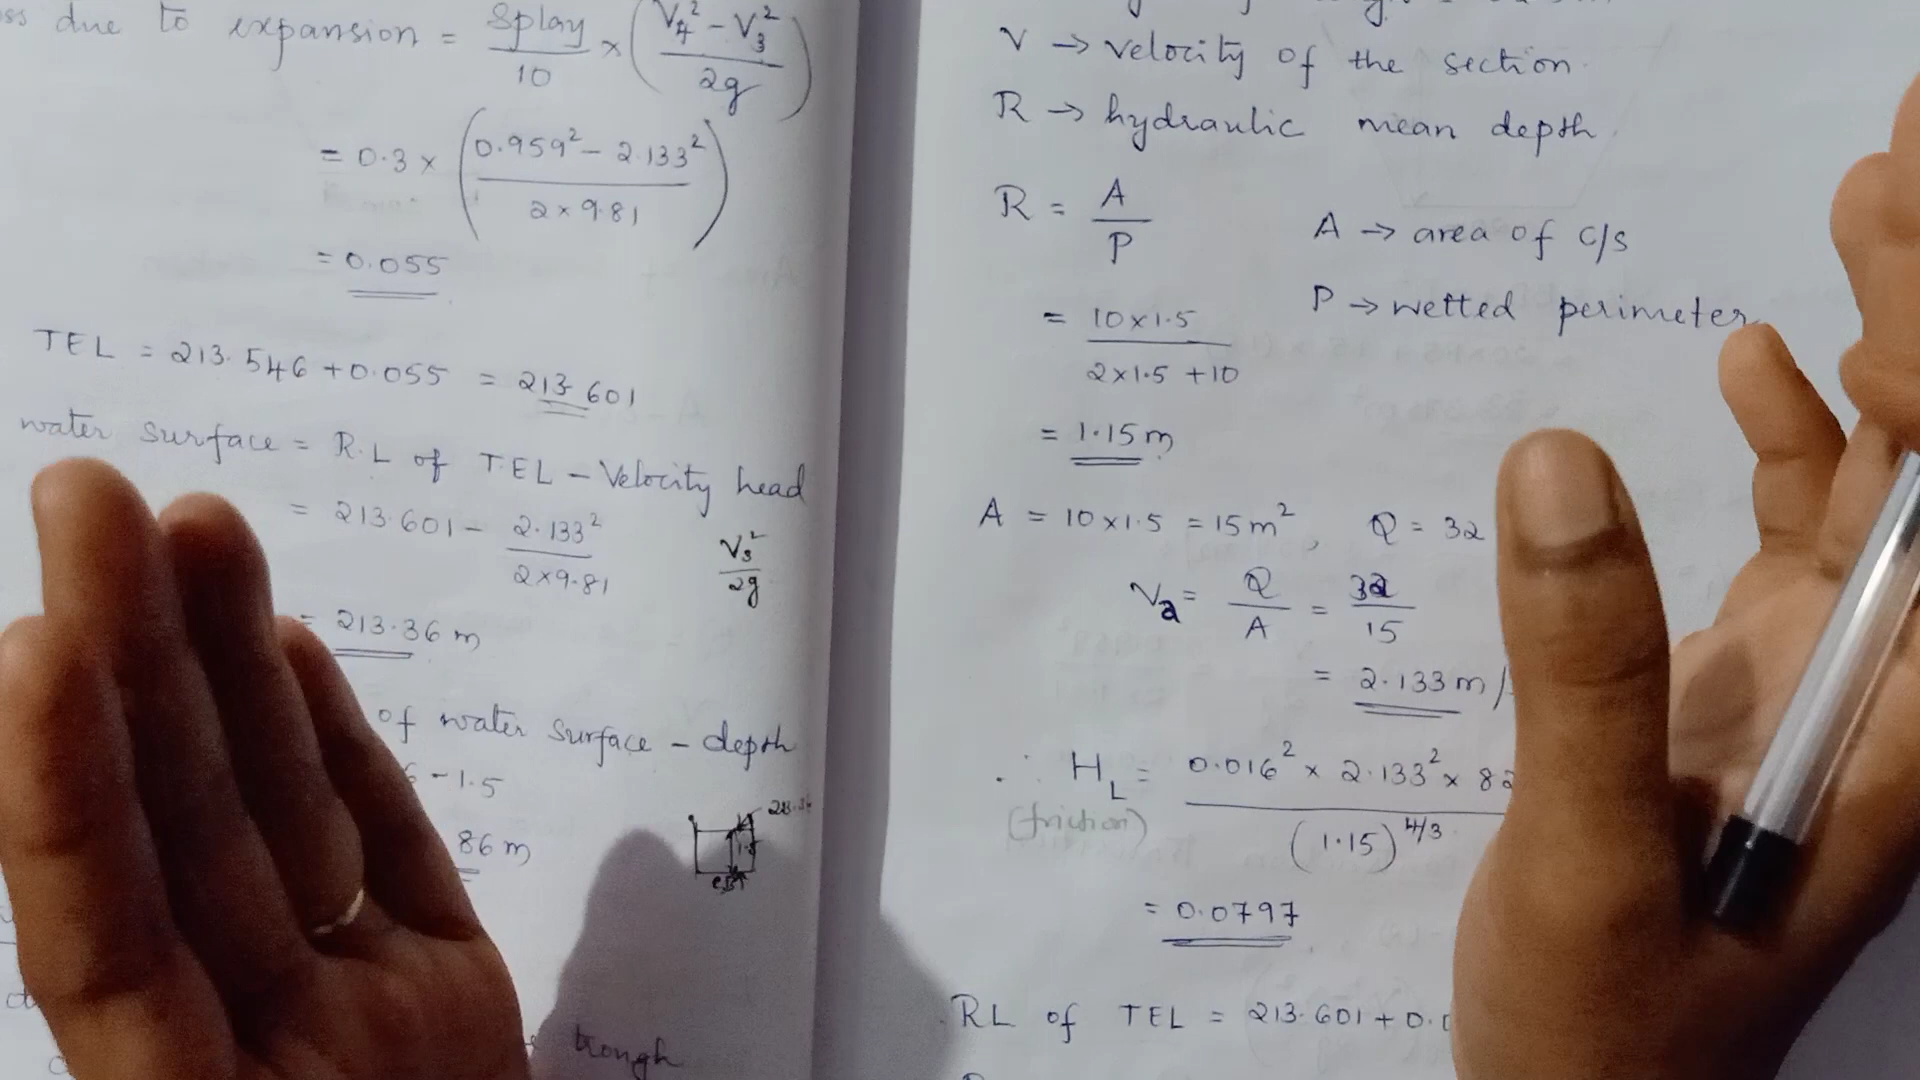 due to expansion = Splay/10 × (V₄² - V₃² / 2g)
= 0.3 × (0.959² - 2.133² / 2×9.81)
= 0.055
TEL = 213.546 + 0.055 = 213.601
water surface = R.L of T.EL - Velocity head
= 213.601 - 2.133² / 2×9.81
V₃² / 2g
= 213.36 m
of water surface - depth
- 1.5
86 m
trough
V → velocity of the section.
R → hydraulic mean depth
R = A / P
A → area of c/s
P → wetted perimeter
= 10×1.5 / 2×1.5 + 10
= 1.15 m
A = 10×1.5 = 15 m², Q = 32
V₂ = Q / A = 32 / 15
= 2.133 m/
∴ H_L = 0.016² × 2.133² × 82 / (1.15)^4/3
(friction)
= 0.0797
RL of TEL = 213.601 + 0.0